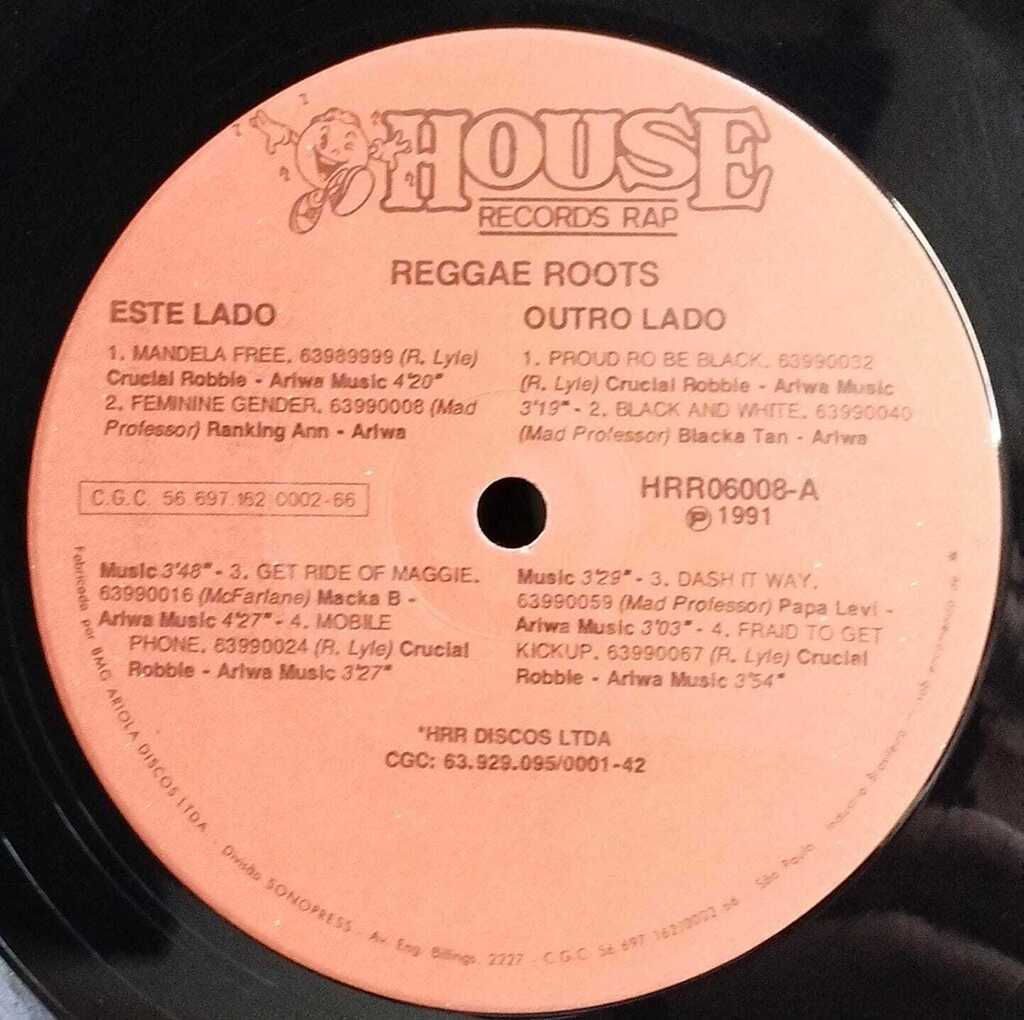 HOUSE
RECORDS RAP
REGGAE ROOTS
ESTE LADO
1. MANDELA FREE. 63989999 (R. Lyle)
Crucial Robbie - Ariwa Music 4'20"
2. FEMININE GENDER. 63990008 (Mad
Professor) Ranking Ann - Ariwa
C.G.C. 56.697.162 0002-66
Music 3'48" - 3. GET RIDE OF MAGGIE.
63990016 (McFarlane) Macka B -
Ariwa Music 4'27" - 4. MOBILE
PHONE. 63990024 (R. Lyle) Crucial
Robbie - Ariwa Music 3'27"
OUTRO LADO
1. PROUD RO BE BLACK. 63990032
(R. Lyle) Crucial Robbie - Ariwa Music
3'19" - 2. BLACK AND WHITE. 63990040
(Mad Professor) Blacka Tan - Ariwa
HRR06008-A
Ⓟ 1991
Music 3'29" - 3. DASH IT WAY.
63990059 (Mad Professor) Papa Levi -
Ariwa Music 3'03" - 4. FRAID TO GET
KICKUP. 63990067 (R. Lyle) Crucial
Robbie - Ariwa Music 3'54"
*HRR DISCOS LTDA
CGC: 63.929.095/0001-42
Fabricado por BMG ARIOLA DISCOS LTDA. - Divisão SONOPRESS - Av. Eng. Billings, 2227 - C.G.C. 56 697 162/0002 66 São Paulo Indústria Brasileira - sob encomenda de *